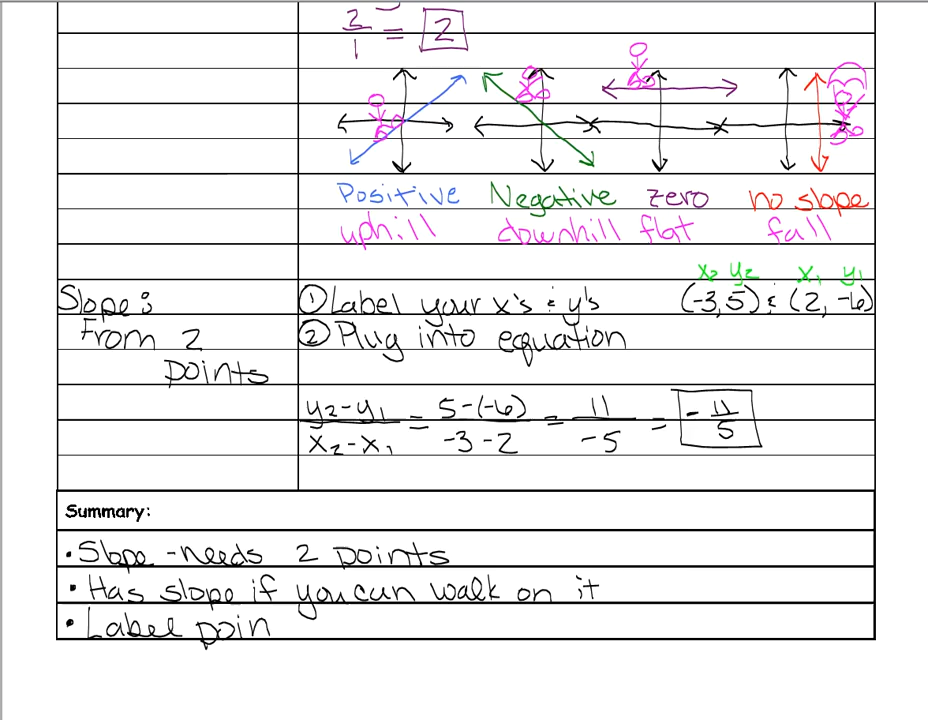 2/1 = 2
Positive Negative zero no slope
uphill downhill flat fall
x₂ y₂ x₁ y₁
Slope: ① Label your x's & y's (-3,5) & (2, -6)
From 2 ② Plug into equation
points
y₂-y₁/x₂-x₁ = 5-(-6)/-3-2 = 11/-5 = -11/5
Summary:
• Slope - needs 2 points
• Has slope if you can walk on it
• Label poin